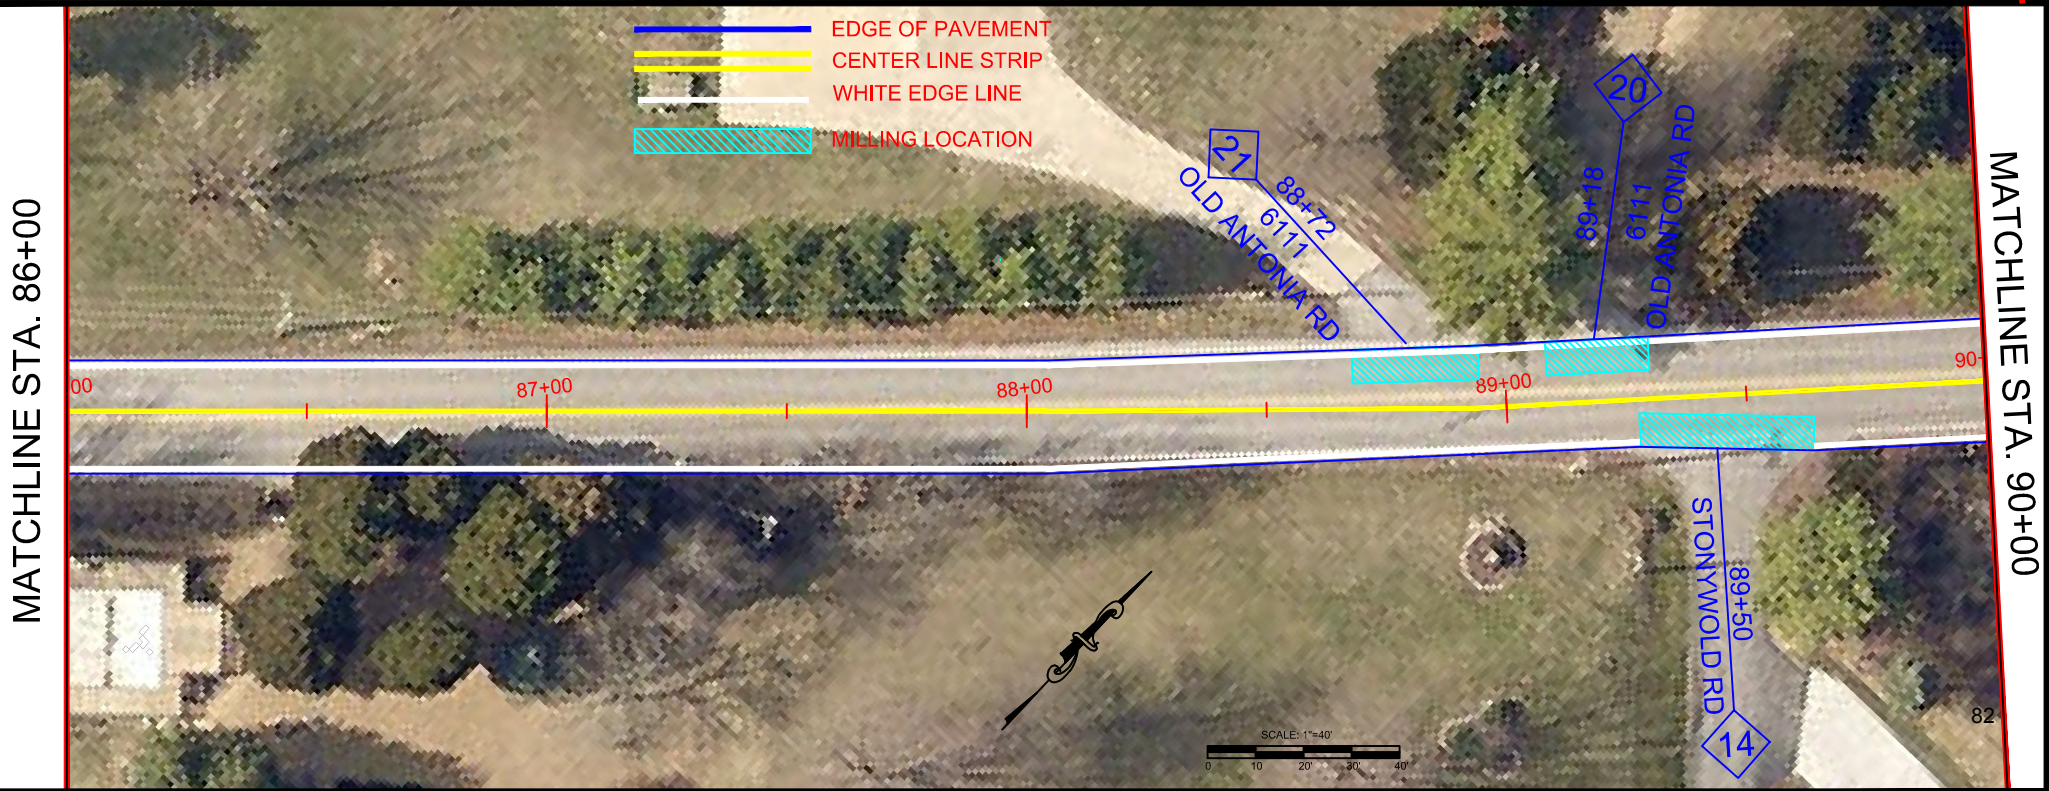 EDGE OF PAVEMENT
CENTER LINE STRIP
WHITE EDGE LINE
MILLING LOCATION
MATCHLINE STA. 86+00
MATCHLINE STA. 90+00
21
88+72
6111
OLD ANTONIA RD
20
89+18
6111
OLD ANTONIA RD
00
87+00
88+00
89+00
90+
STONYWOLD RD
89+50
14
82
SCALE: 1"=40'
0 10 20' 30' 40'